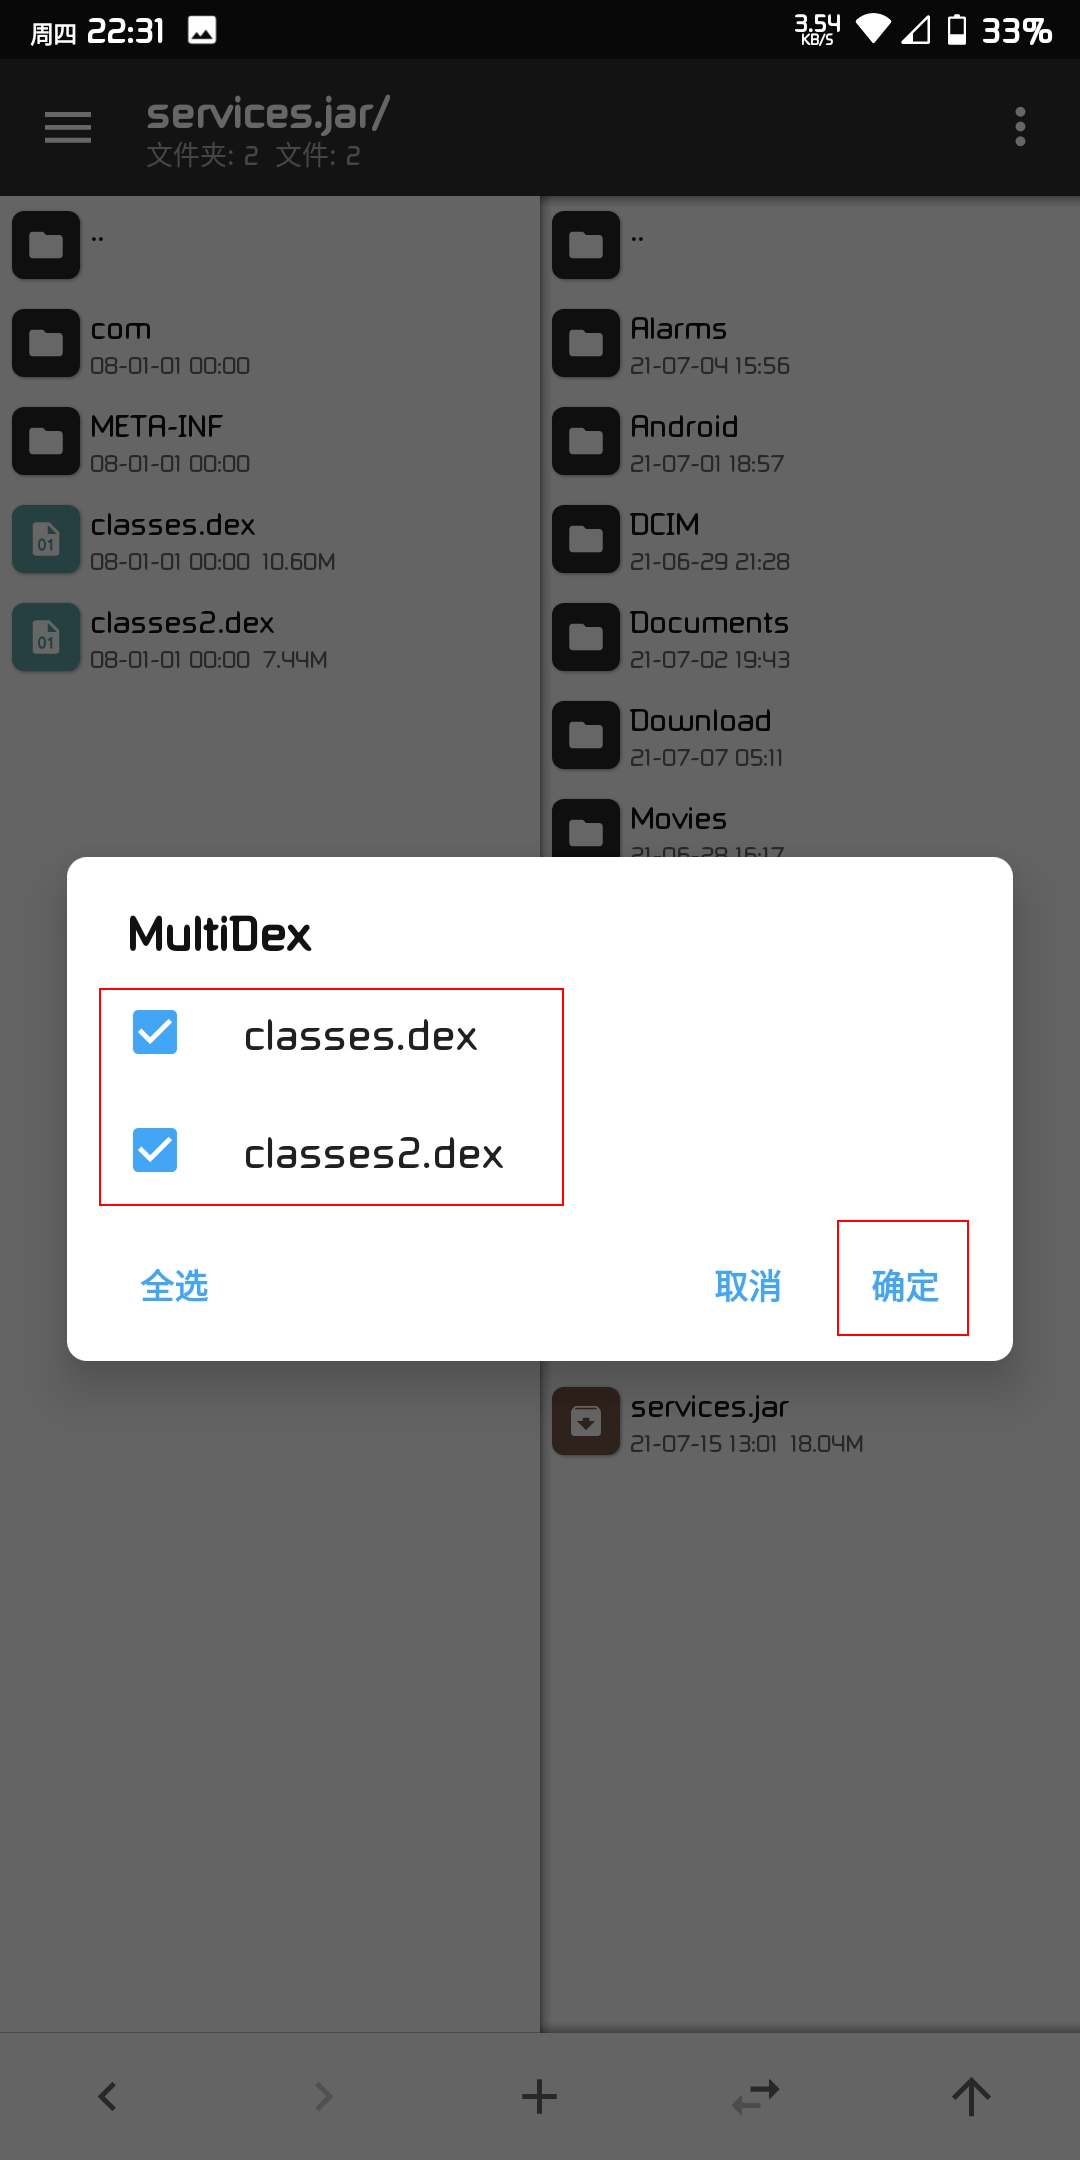 周四 22:31
3.54 KB/S
33%
services.jar/
文件夹: 2 文件: 2
..
com
08-01-01 00:00
META-INF
08-01-01 00:00
classes.dex
08-01-01 00:00 10.60M
classes2.dex
08-01-01 00:00 7.44M
..
Alarms
21-07-04 15:56
Android
21-07-01 18:57
DCIM
21-06-29 21:28
Documents
21-07-02 19:43
Download
21-07-07 05:11
Movies
21-06-28 16:17
MultiDex
classes.dex
classes2.dex
全选 取消 确定
services.jar
21-07-15 13:01 18.04M